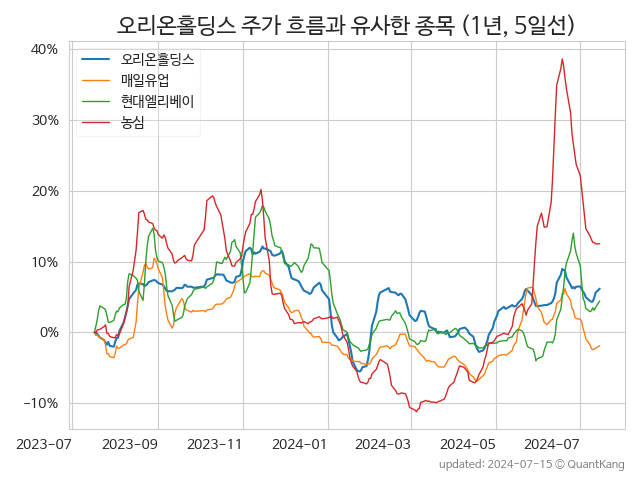 오리온홀딩스 주가 흐름과 유사한 종목 (1년, 5일선)
40%
오리온홀딩스
매일유업
현대엘리베이
농심
30%
20%
10%
0%
−10%
2023-07 2023-09 2023-11 2024-01 2024-03 2024-05 2024-07
updated: 2024-07-15 © QuantKang